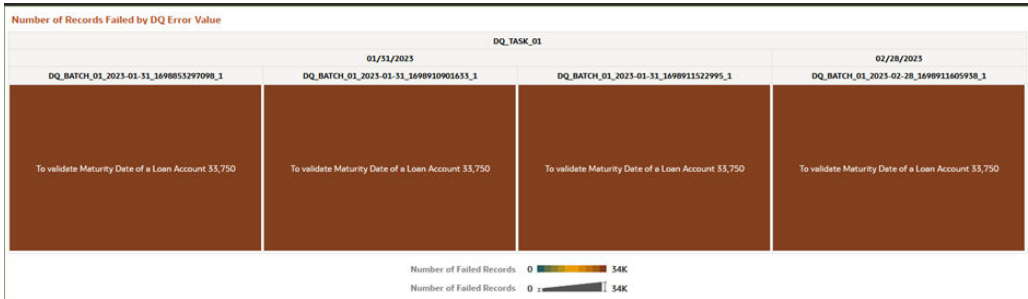 Number of Records Failed by DQ Error Value
DQ_TASK_01
01/31/2023 02/28/2023
DQ_BATCH_01_2023-01-31_1698853297098_1 DQ_BATCH_01_2023-01-31_1698910901633_1 DQ_BATCH_01_2023-01-31_1698911522995_1 DQ_BATCH_01_2023-02-28_1698911605938_1
To validate Maturity Date of a Loan Account 33,750 To validate Maturity Date of a Loan Account 33,750 To validate Maturity Date of a Loan Account 33,750 To validate Maturity Date of a Loan Account 33,750
Number of Failed Records 0 34K
Number of Failed Records 0 34K